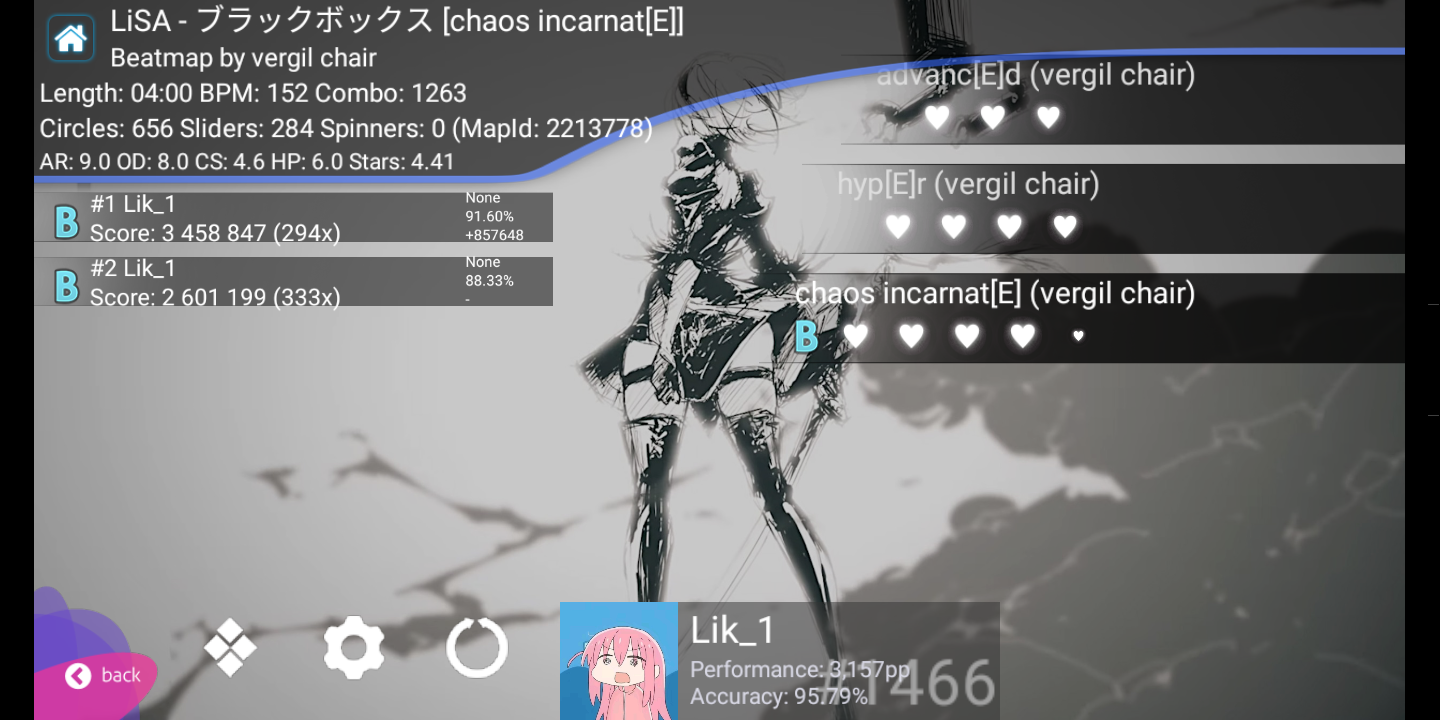 LiSA - ブラックボックス [chaos incarnat[E]]
Beatmap by vergil chair
Length: 04:00 BPM: 152 Combo: 1263
Circles: 656 Sliders: 284 Spinners: 0 (MapId: 2213778)
AR: 9.0 OD: 8.0 CS: 4.6 HP: 6.0 Stars: 4.41
B
#1 Lik_1
Score: 3 458 847 (294x)
None
91.60%
+857648
B
#2 Lik_1
Score: 2 601 199 (333x)
None
88.33%
-
advanc[E]d (vergil chair)
hyp[E]r (vergil chair)
chaos incarnat[E] (vergil chair)
B
back
Lik_1
Performance: 3,157pp
Accuracy: 95.79%
#1466